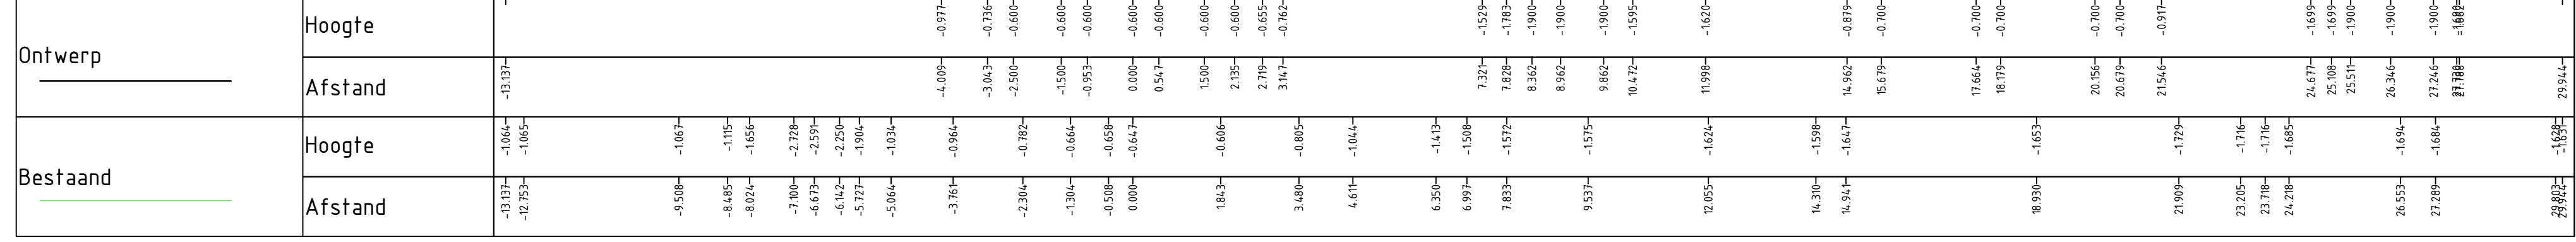 Ontwerp
Hoogte -0.977 -0.736 -0.600 -0.600 -0.600 -0.600 -0.600 -0.600 -0.600 -0.655 -0.762 -1.529 -1.783 -1.900 -1.900 -1.900 -1.595 -1.620 -0.879 -0.700 -0.700 -0.700 -0.700 -0.700 -0.917 -1.699 -1.699 -1.900 -1.900 -1.900
Afstand -13.137 -4.009 -3.043 -2.500 -1.500 -0.953 0.000 0.547 1.500 2.135 2.719 3.147 7.321 7.828 8.362 8.962 9.862 10.472 11.998 14.962 15.679 17.664 18.179 20.156 20.679 21.546 24.677 25.108 25.511 26.346 27.246 29.944
Bestaand
Hoogte -1.064 -1.065 -1.067 -1.115 -1.656 -2.728 -2.591 -2.250 -1.904 -1.034 -0.964 -0.782 -0.664 -0.658 -0.647 -0.606 -0.805 -1.044 -1.413 -1.508 -1.572 -1.575 -1.624 -1.598 -1.647 -1.653 -1.729 -1.716 -1.716 -1.685 -1.694 -1.684
Afstand -13.137 -12.753 -9.508 -8.485 -8.024 -7.100 -6.673 -6.142 -5.727 -5.064 -3.761 -2.304 -1.304 -0.508 0.000 1.843 3.480 4.611 6.350 6.997 7.833 9.537 12.055 14.310 14.941 18.930 21.909 23.205 23.718 24.218 26.553 27.289